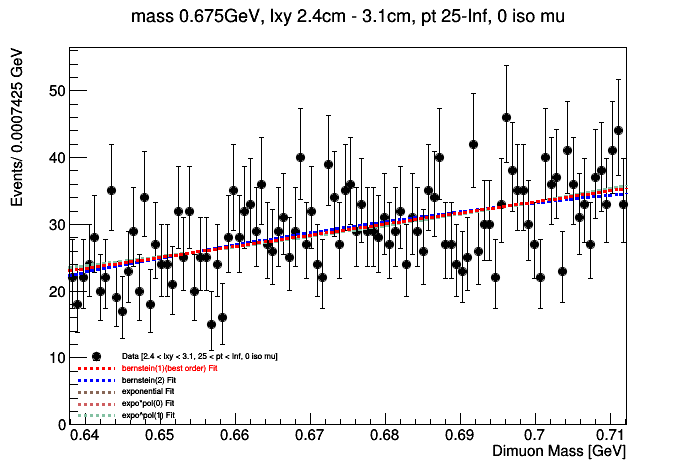 mass 0.675GeV, lxy 2.4cm - 3.1cm, pt 25-Inf, 0 iso mu
Events/ 0.0007425 GeV
50
40
30
20
10
0
Data [2.4 < lxy < 3.1, 25 < pt < Inf, 0 iso mu]
bernstein(1)(best order) Fit
bernstein(2) Fit
exponential Fit
expo*pol(0) Fit
expo*pol(1) Fit
0.64 0.65 0.66 0.67 0.68 0.69 0.7 0.71
Dimuon Mass [GeV]